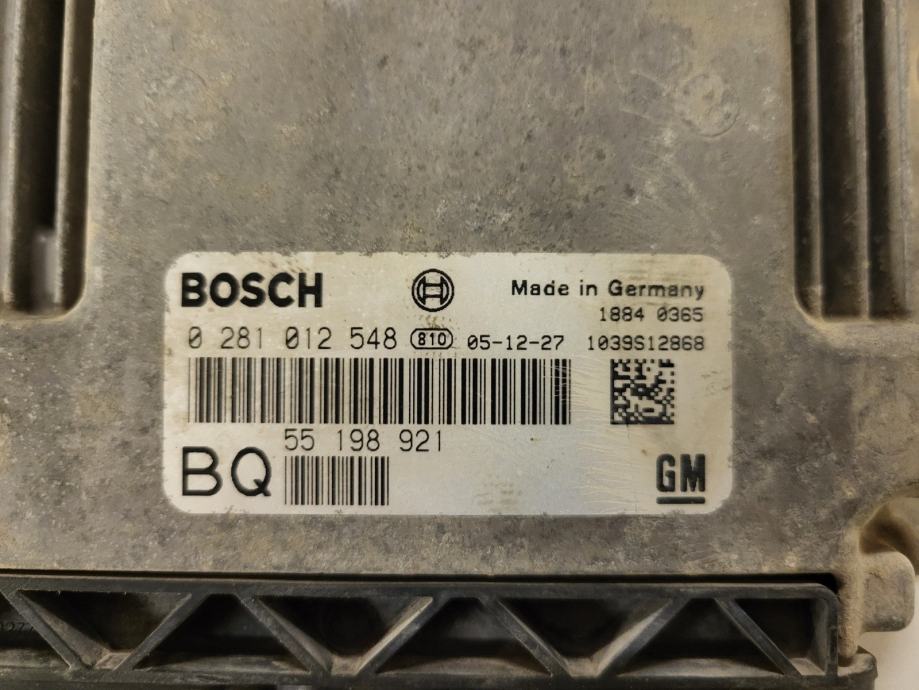 BOSCH
Made in Germany
1884 0365
0 281 012 548 810 05-12-27 1039S12868
55 198 921
BQ
GM